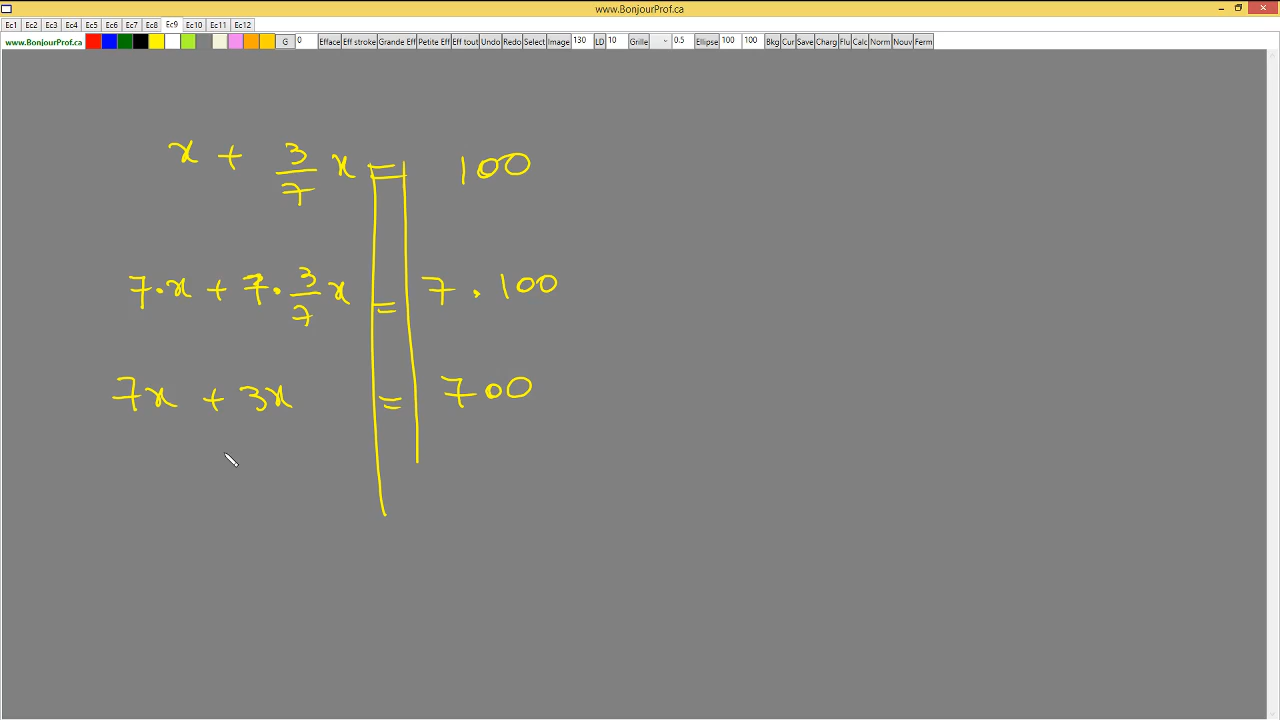 www.BonjourProf.ca
Ec1 Ec2 Ec3 Ec4 Ec5 Ec6 Ec7 Ec8 Ec9 Ec10 Ec11 Ec12
www.BonjourProf.ca G 0 Efface Eff stroke Grande Eff Petite Eff Eff tout Undo Redo Select Image 130 LD 10 Grille 0.5 Ellipse 100 100 Bkg Cur Save Charg Flu Calc Norm Nouv Ferm
x + 3/7 x = 100
7·x + 7·3/7 x = 7·100
7x + 3x = 700